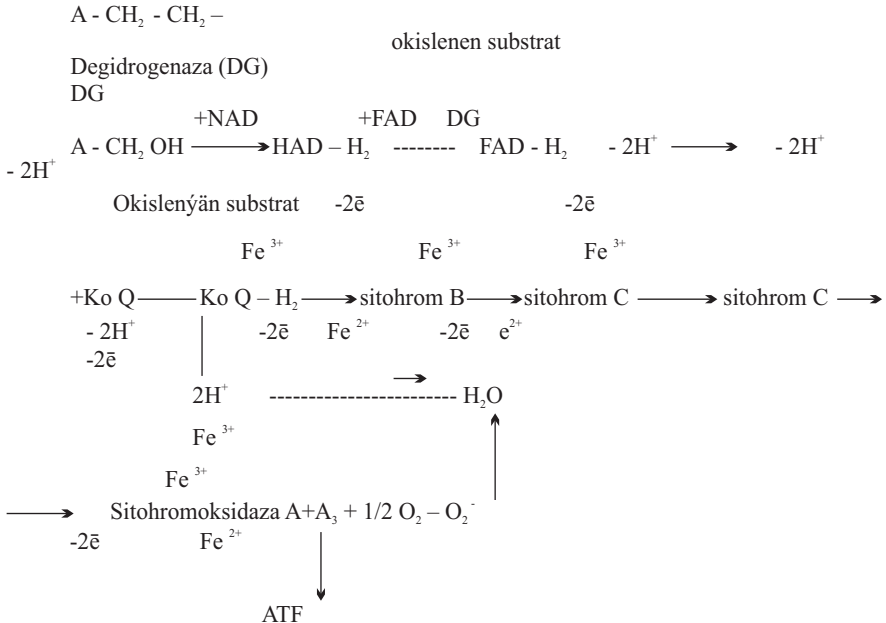 A - CH₂ - CH₂ –
okislenen substrat
Degidrogenaza (DG)
DG
+NAD +FAD DG
A - CH₂ OH ⟶ HAD – H₂ -------- FAD - H₂ - 2H⁺ ⟶ - 2H⁺
- 2H⁺
Okislenýän substrat -2ē -2ē
Fe ³⁺ Fe ³⁺ Fe ³⁺
+Ko Q — Ko Q – H₂ ⟶ sitohrom B ⟶ sitohrom C ⟶ sitohrom C ⟶
- 2H⁺ -2ē Fe ²⁺ -2ē e²⁺
-2ē
2H⁺ ------------------------ H₂O
Fe ³⁺
Fe ³⁺
⟶ Sitohromoksidaza A+A₃ + 1/2 O₂ – O₂⁻
-2ē Fe ²⁺
ATF